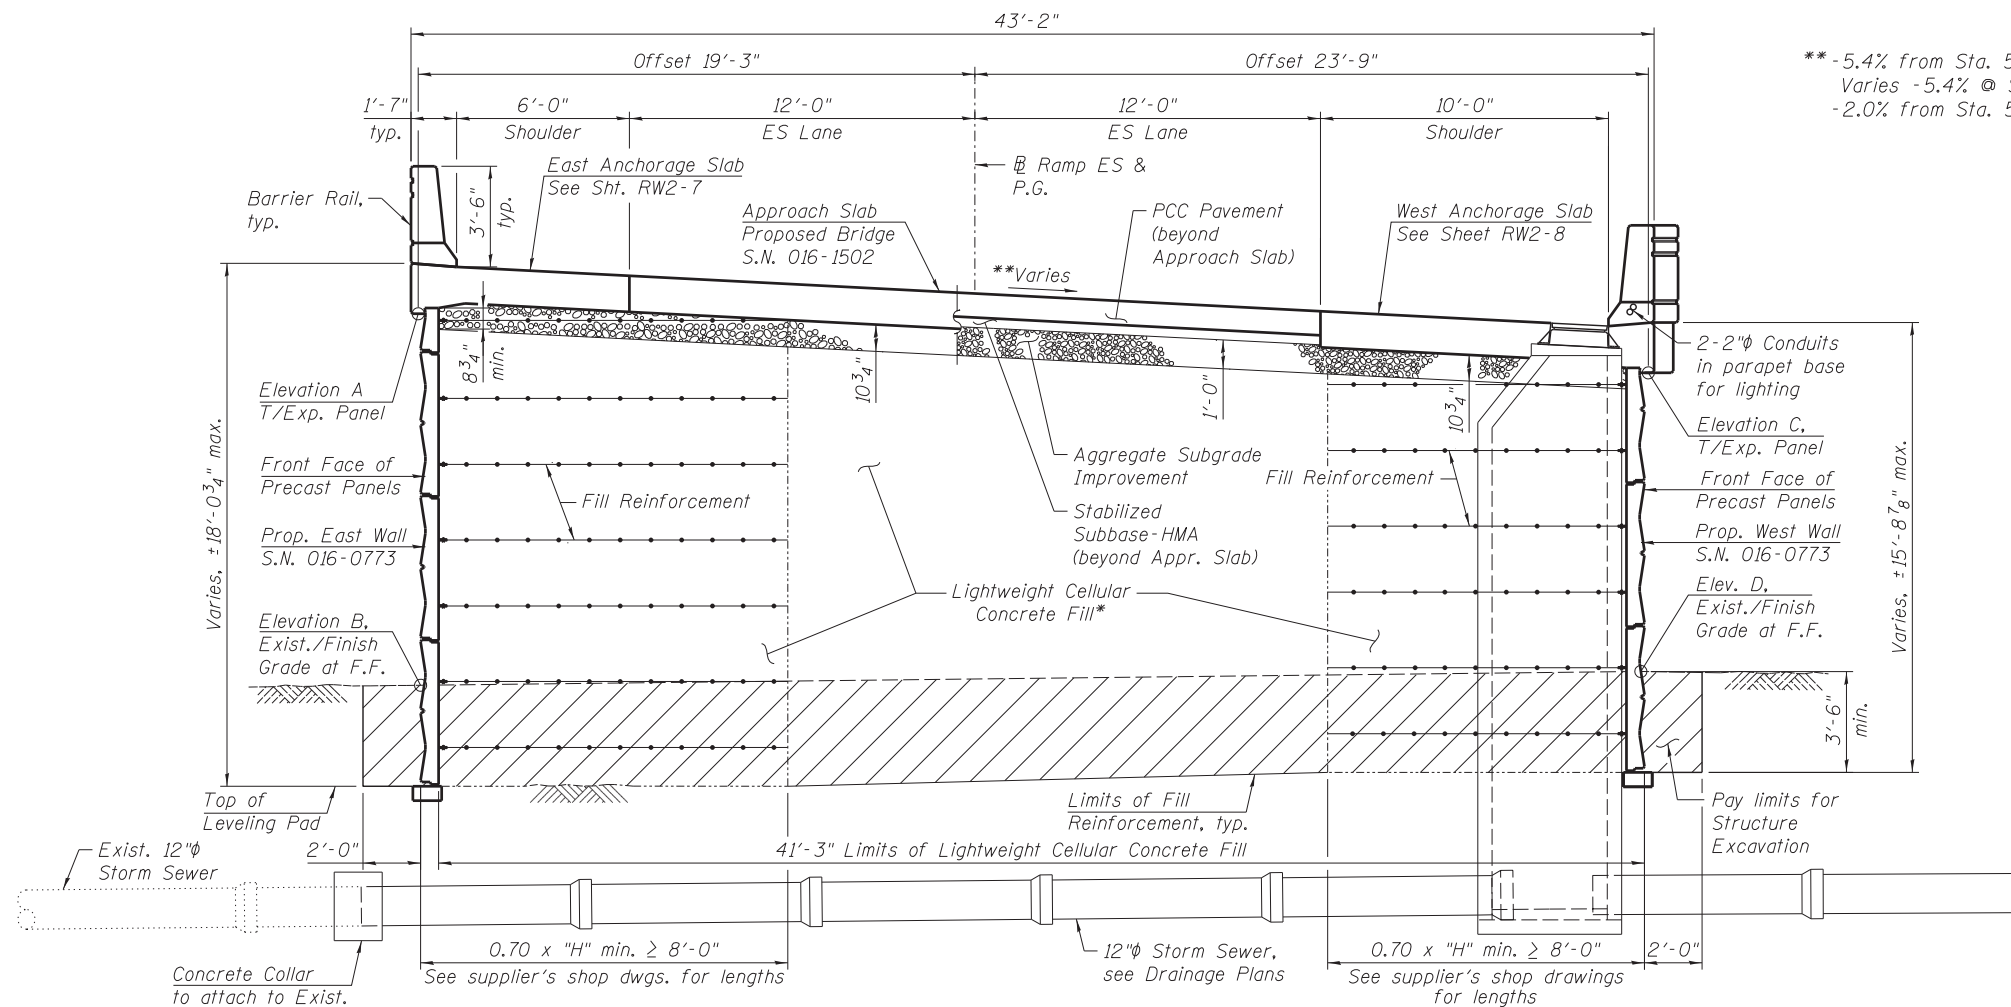 43'-2"
Offset 19'-3"
Offset 23'-9"
** -5.4% from Sta. 5
Varies -5.4% @
-2.0% from Sta. 5
1'-7"
typ.
6'-0"
Shoulder
12'-0"
ES Lane
12'-0"
ES Lane
10'-0"
Shoulder
Barrier Rail,
typ.
3'-6"
typ.
East Anchorage Slab
See Sht. RW2-7
Approach Slab
Proposed Bridge
S.N. 016-1502
**Varies
℄ Ramp ES &
P.G.
PCC Pavement
(beyond
Approach Slab)
West Anchorage Slab
See Sheet RW2-8
2-2"ϕ Conduits
in parapet base
for lighting
8¾"
min.
10¾"
1'-0"
10¾"
Elevation A
T/Exp. Panel
Elevation C,
T/Exp. Panel
Varies, ±18'-0¾" max.
Varies, ±15'-8⅞" max.
Front Face of
Precast Panels
Fill Reinforcement
Aggregate Subgrade
Improvement
Fill Reinforcement
Front Face of
Precast Panels
Prop. East Wall
S.N. 016-0773
Stabilized
Subbase-HMA
(beyond Appr. Slab)
Prop. West Wall
S.N. 016-0773
Elevation B,
Exist./Finish
Grade at F.F.
Lightweight Cellular
Concrete Fill*
Elev. D,
Exist./Finish
Grade at F.F.
3'-6"
min.
Top of
Leveling Pad
Limits of Fill
Reinforcement, typ.
Pay limits for
Structure
Excavation
Exist. 12"ϕ
Storm Sewer
2'-0"
41'-3" Limits of Lightweight Cellular Concrete Fill
0.70 x "H" min. ≥ 8'-0"
See supplier's shop dwgs. for lengths
12"ϕ Storm Sewer,
see Drainage Plans
0.70 x "H" min. ≥ 8'-0"
See supplier's shop drawings
for lengths
2'-0"
Concrete Collar
to attach to Exist.